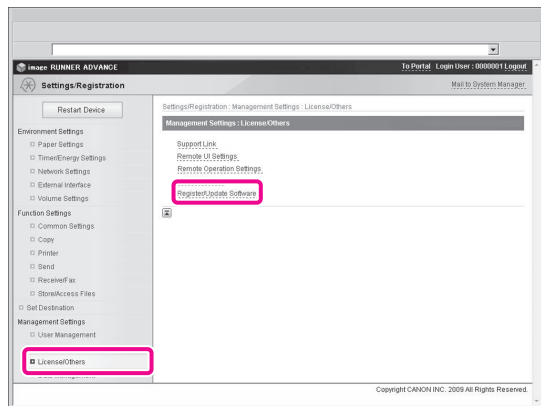 image RUNNER ADVANCE
To Portal Login User : 0000001 Logout
Settings/Registration
Mail to System Manager
Restart Device
Settings/Registration : Management Settings : License/Others
Management Settings : License/Others
Environment Settings
Paper Settings
Timer/Energy Settings
Network Settings
External Interface
Volume Settings
Function Settings
Common Settings
Copy
Printer
Send
Receive/Fax
Store/Access Files
Set Destination
Management Settings
User Management
License/Others
Support Link
Remote UI Settings
Remote Operation Settings
Register/Update Software
Copyright CANON INC. 2009 All Rights Reserved.